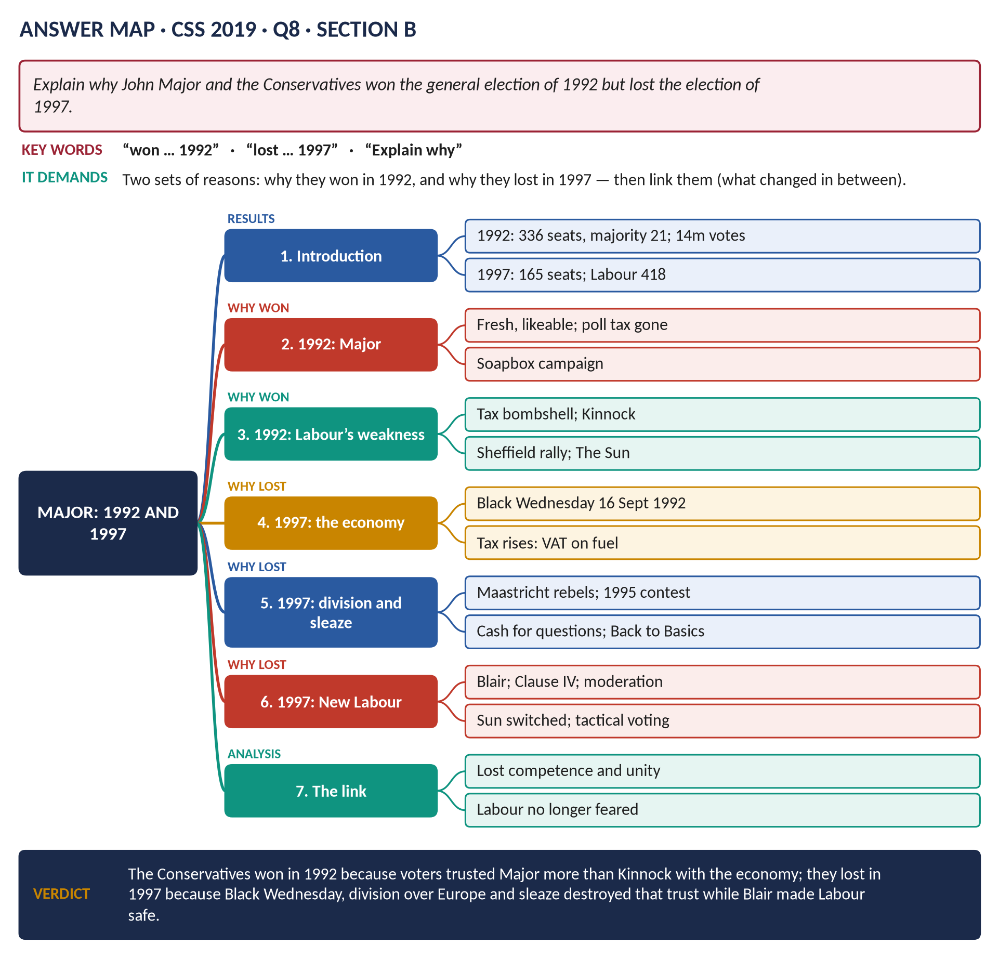 ANSWER MAP · CSS 2019 · Q8 · SECTION B
Explain why John Major and the Conservatives won the general election of 1992 but lost the election of
1997.
KEY WORDS “won ... 1992” · “lost ... 1997” · “Explain why”
IT DEMANDS Two sets of reasons: why they won in 1992, and why they lost in 1997 — then link them (what changed in between).
MAJOR: 1992 AND
1997
RESULTS
1. Introduction
1992: 336 seats, majority 21; 14m votes
1997: 165 seats; Labour 418
WHY WON
2. 1992: Major
Fresh, likeable; poll tax gone
Soapbox campaign
WHY WON
3. 1992: Labour’s weakness
Tax bombshell; Kinnock
Sheffield rally; The Sun
WHY LOST
4. 1997: the economy
Black Wednesday 16 Sept 1992
Tax rises: VAT on fuel
WHY LOST
5. 1997: division and
sleaze
Maastricht rebels; 1995 contest
Cash for questions; Back to Basics
WHY LOST
6. 1997: New Labour
Blair; Clause IV; moderation
Sun switched; tactical voting
ANALYSIS
7. The link
Lost competence and unity
Labour no longer feared
VERDICT
The Conservatives won in 1992 because voters trusted Major more than Kinnock with the economy; they lost in
1997 because Black Wednesday, division over Europe and sleaze destroyed that trust while Blair made Labour
safe.